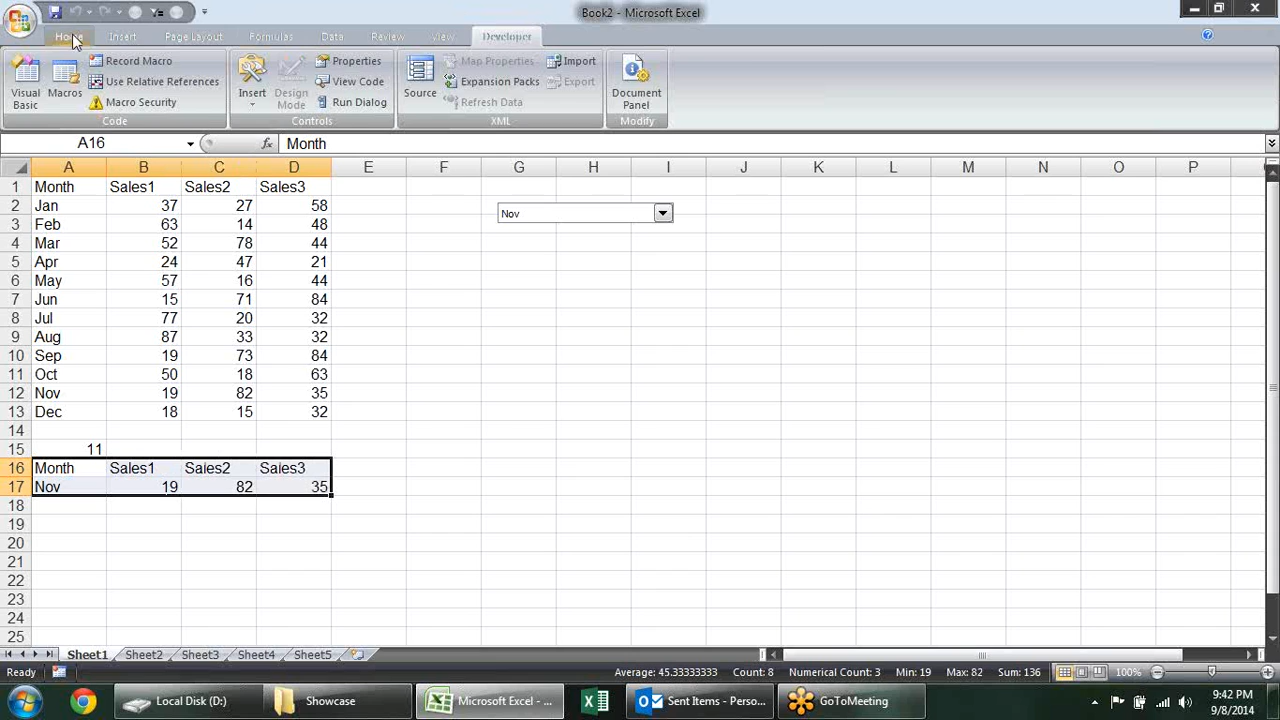 Book2 - Microsoft Excel
Home Insert Page Layout Formulas Data Review View Developer
Visual Basic
Macros
Record Macro
Use Relative References
Macro Security
Code
Insert
Design Mode
Properties
View Code
Run Dialog
Controls
Source
Map Properties
Expansion Packs
Refresh Data
Import
Export
XML
Document Panel
Modify
A16 fx Month
A B C D E F G H I J K L M N O P
1 Month Sales1 Sales2 Sales3
2 Jan 37 27 58
Nov
3 Feb 63 14 48
4 Mar 52 78 44
5 Apr 24 47 21
6 May 57 16 44
7 Jun 15 71 84
8 Jul 77 20 32
9 Aug 87 33 32
10 Sep 19 73 84
11 Oct 50 18 63
12 Nov 19 82 35
13 Dec 18 15 32
14
15 11
16 Month Sales1 Sales2 Sales3
17 Nov 19 82 35
18
19
20
21
22
23
24
25
Sheet1 Sheet2 Sheet3 Sheet4 Sheet5
Ready Average: 45.33333333 Count: 8 Numerical Count: 3 Min: 19 Max: 82 Sum: 136 100%
Local Disk (D:) Showcase Microsoft Excel - ... Sent Items - Perso... GoToMeeting
9:42 PM
9/8/2014